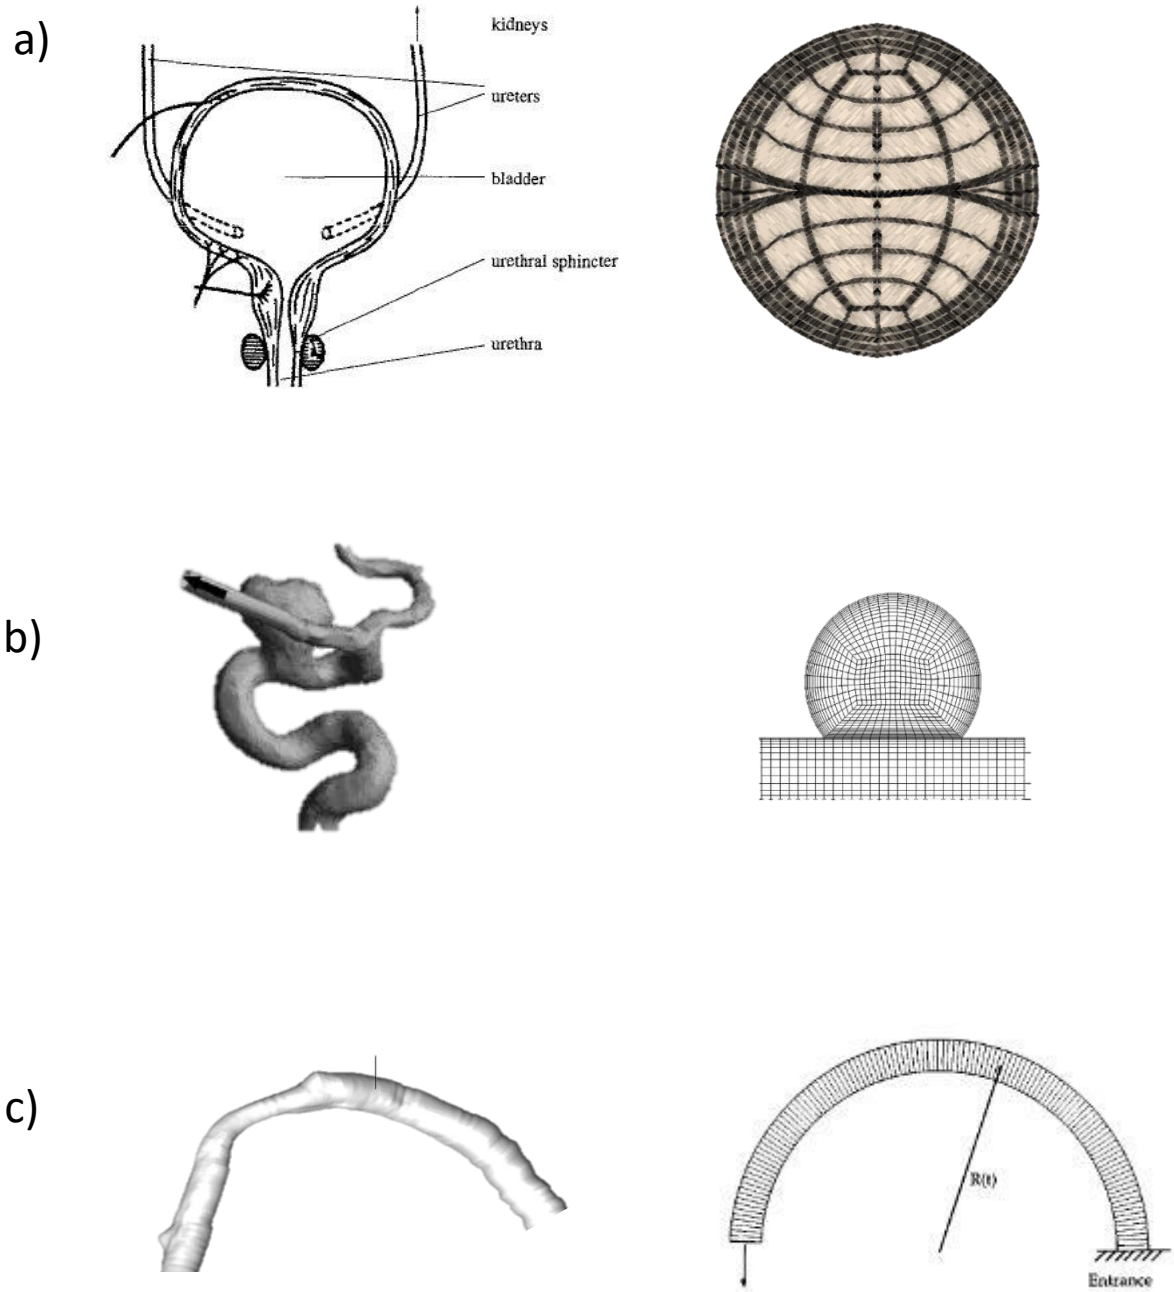 a)
kidneys
ureters
bladder
urethral sphincter
urethra
b)
c)
R(t)
Entrance